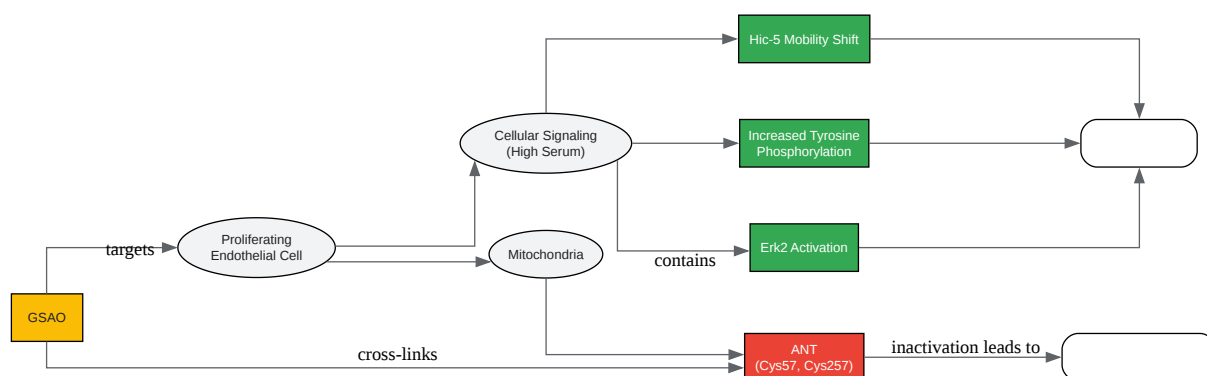 Hic-5 Mobility Shift
Cellular Signaling
(High Serum)
Increased Tyrosine
Phosphorylation
targets
Proliferating
Endothelial Cell
Mitochondria
contains
Erk2 Activation
GSAO
cross-links
ANT
(Cys57, Cys257)
inactivation leads to